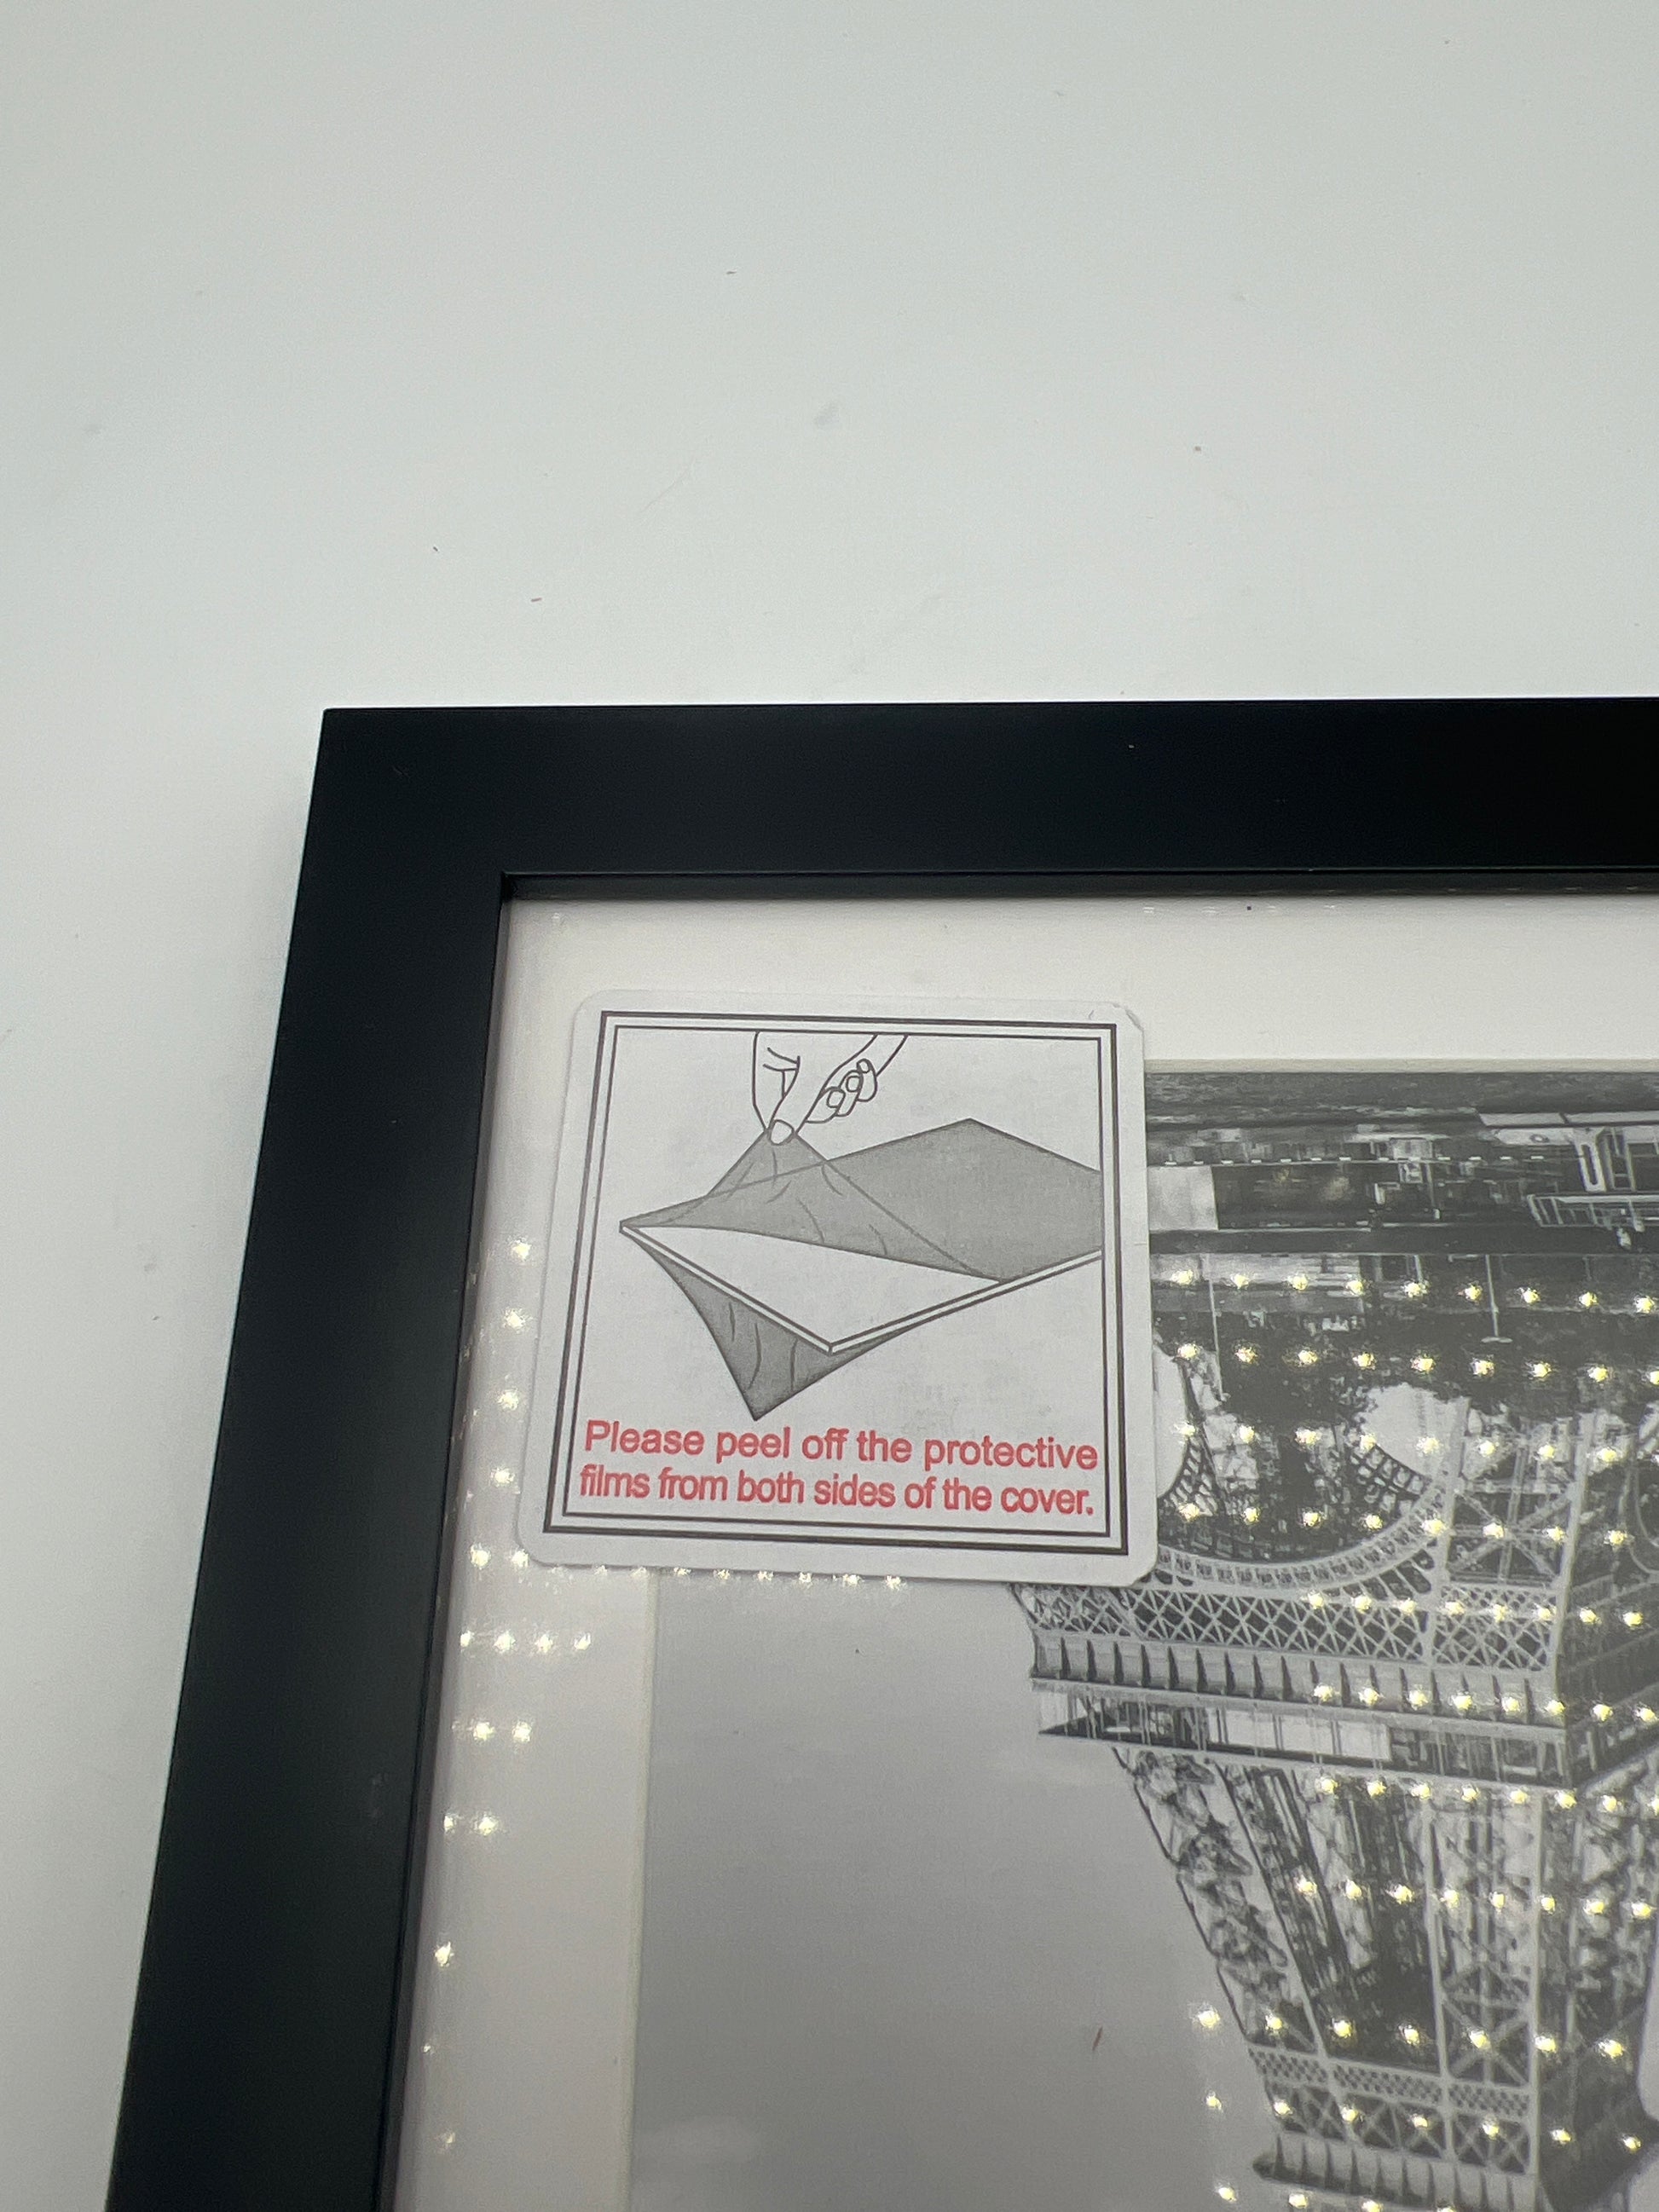 Please peel off the protective
films from both sides of the cover.